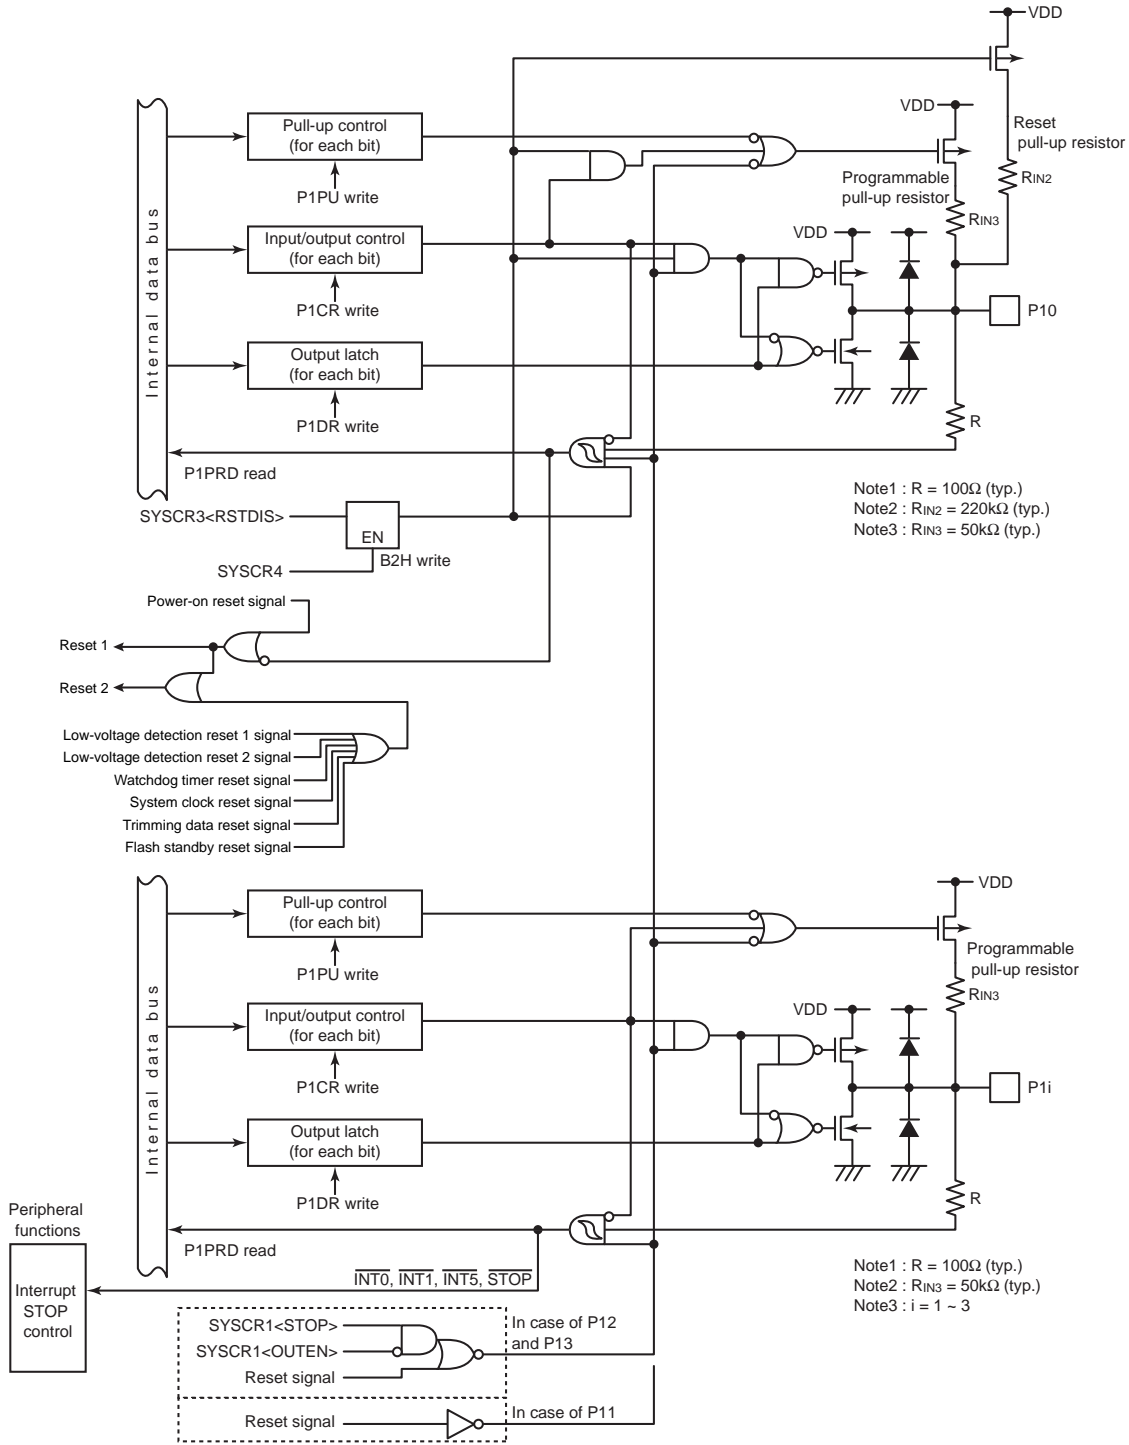 VDD
VDD
Reset
pull-up resistor
RIN2
Pull-up control
(for each bit)
P1PU write
Programmable
pull-up resistor
RIN3
Internal data bus
Input/output control
(for each bit)
P1CR write
VDD
P10
Output latch
(for each bit)
P1DR write
R
P1PRD read
Note1 : R = 100Ω (typ.)
Note2 : RIN2 = 220kΩ (typ.)
Note3 : RIN3 = 50kΩ (typ.)
SYSCR3<RSTDIS>
EN
B2H write
SYSCR4
Power-on reset signal
Reset 1
Reset 2
Low-voltage detection reset 1 signal
Low-voltage detection reset 2 signal
Watchdog timer reset signal
System clock reset signal
Trimming data reset signal
Flash standby reset signal
VDD
Pull-up control
(for each bit)
P1PU write
Programmable
pull-up resistor
RIN3
Internal data bus
Input/output control
(for each bit)
P1CR write
VDD
P1i
Output latch
(for each bit)
P1DR write
R
Peripheral
functions
P1PRD read
INT0, INT1, INT5, STOP
Interrupt
STOP
control
Note1 : R = 100Ω (typ.)
Note2 : RIN3 = 50kΩ (typ.)
Note3 : i = 1 ~ 3
SYSCR1<STOP>
SYSCR1<OUTEN>
Reset signal
In case of P12
and P13
Reset signal
In case of P11